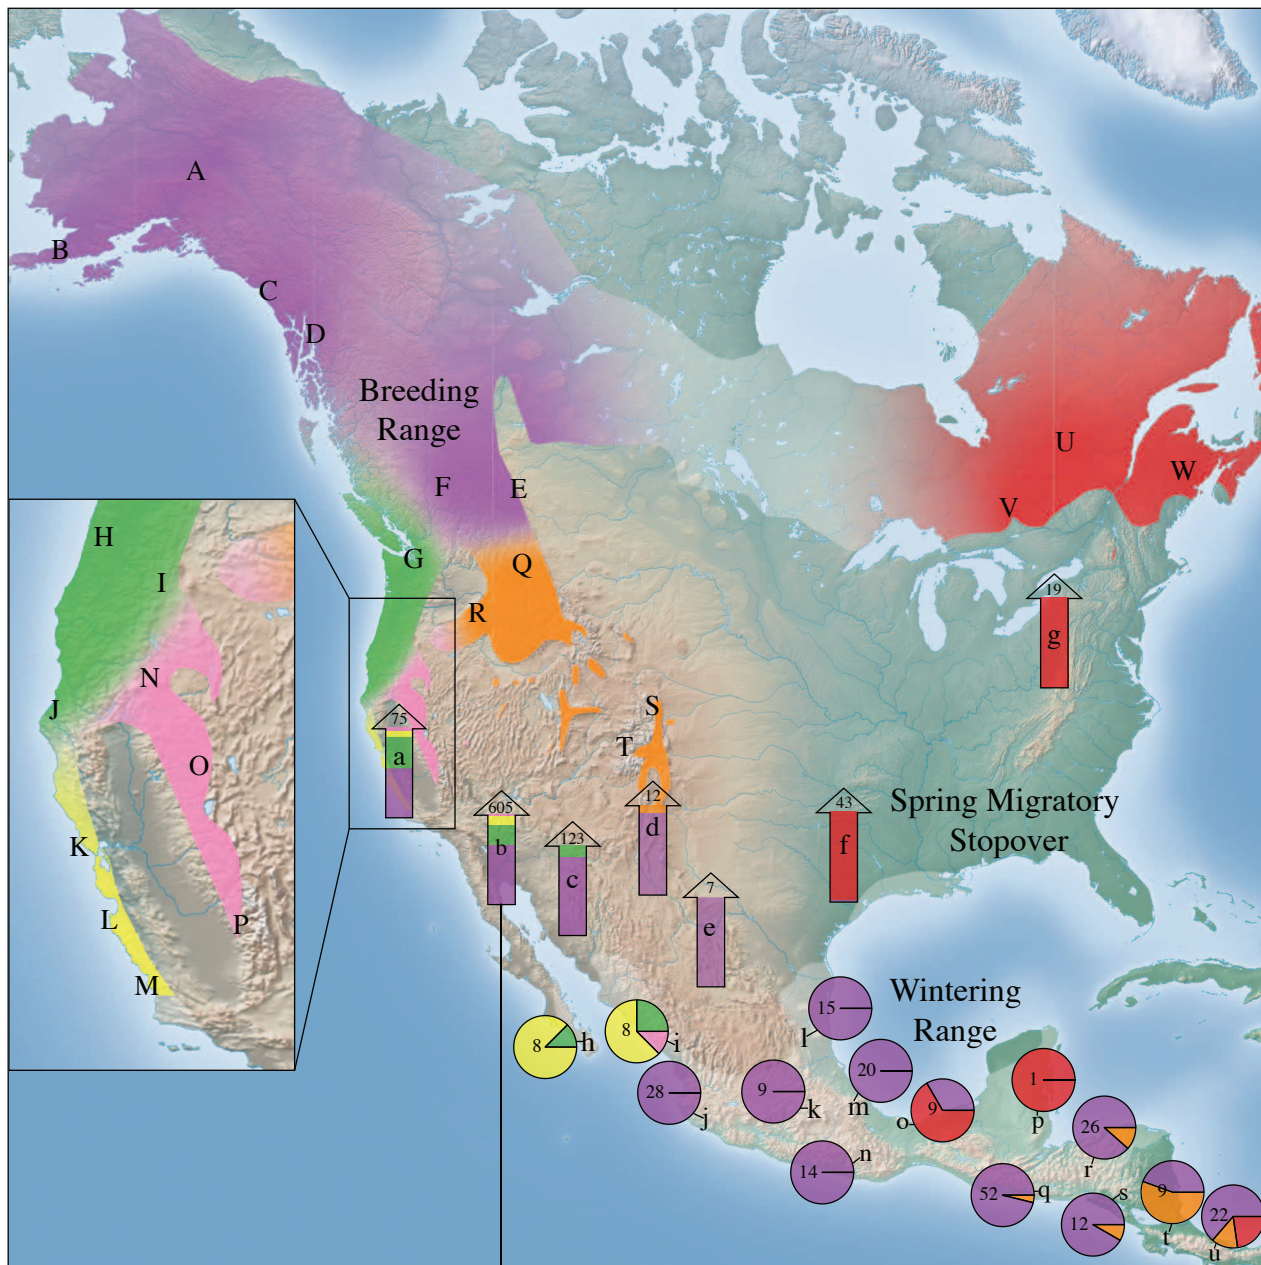 A
B
C
D
Breeding
Range
F
E
U
W
V
G
Q
R
H
I
N
J
O
K
L
P
M
S
T
19
g
75
a
605
b
123
c
12
d
7
e
43
f
Spring Migratory
Stopover
Wintering
Range
8
h
8
i
28
j
9
k
15
l
20
m
14
n
9
o
1
p
52
q
26
r
12
s
9
t
22
u